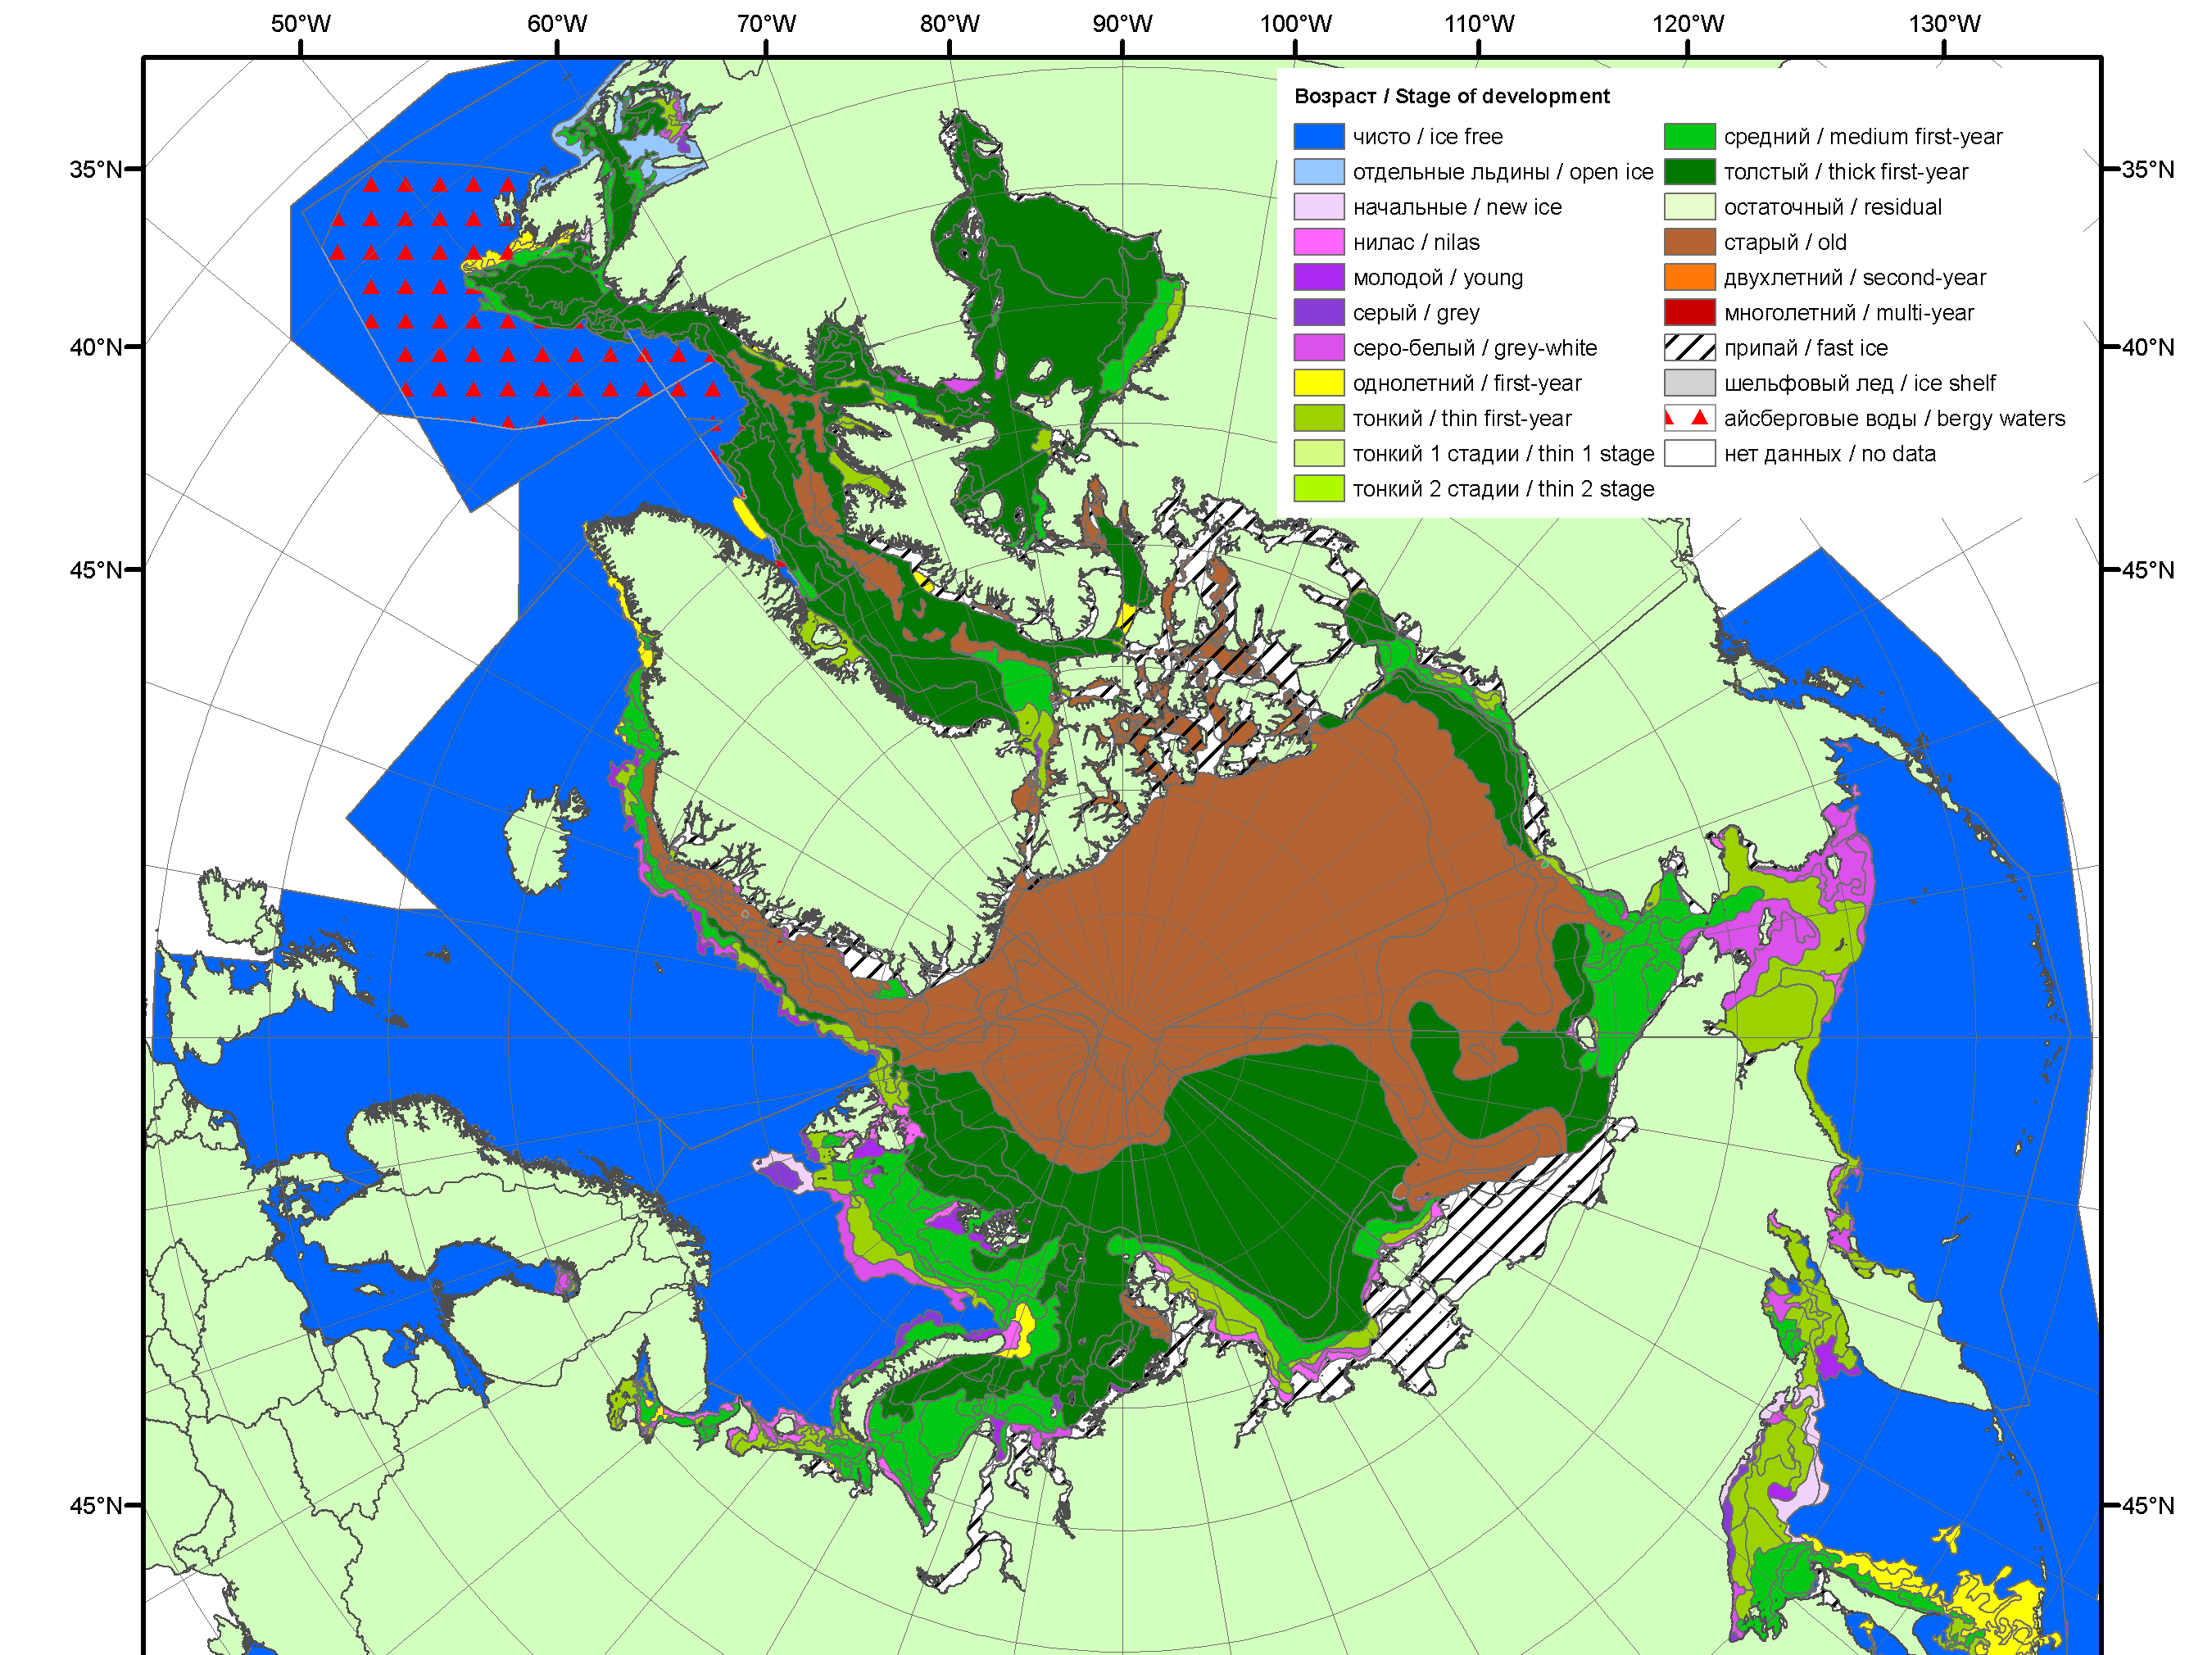 50°W 60°W 70°W 80°W 90°W 100°W 110°W 120°W 130°W
Возраст / Stage of development
чисто / ice free
отдельные льдины / open ice
начальные / new ice
нилас / nilas
молодой / young
серый / grey
серо-белый / grey-white
однолетний / first-year
тонкий / thin first-year
тонкий 1 стадии / thin 1 stage
тонкий 2 стадии / thin 2 stage
средний / medium first-year
толстый / thick first-year
остаточный / residual
старый / old
двухлетний / second-year
многолетний / multi-year
припай / fast ice
шельфовый лед / ice shelf
айсберговые воды / bergy waters
нет данных / no data
35°N 35°N
40°N 40°N
45°N 45°N
45°N 45°N